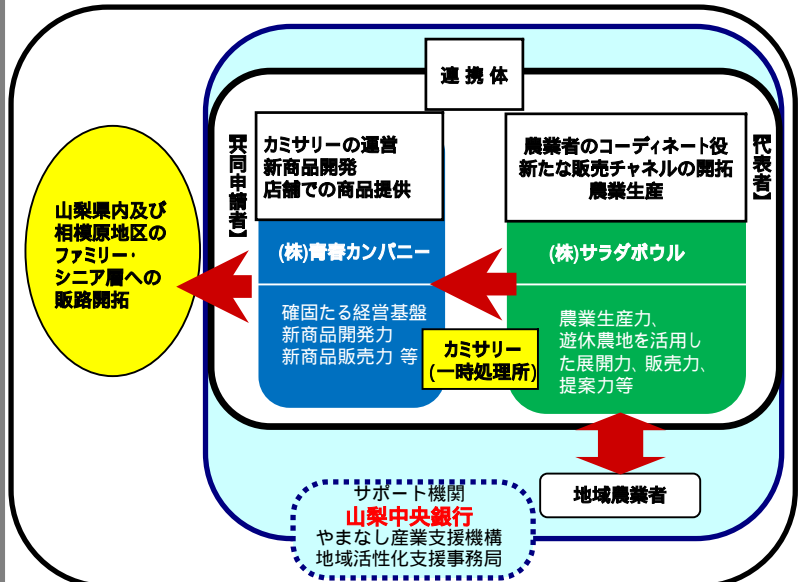 連 携 体
【共同申請者】
カミサリーの運営
新商品開発
店舗での商品提供
農業者のコーディネート役
新たな販売チャネルの開拓
農業生産
【代表者】
山梨県内及び
相模原地区の
ファミリー・
シニア層への
販路開拓
(株)青春カンパニー
(株)サラダボウル
確固たる経営基盤
新商品開発力
新商品販売力 等
カミサリー
(一時処理所)
農業生産力、
遊休農地を活用し
た展開力、販売力、
提案力等
地域農業者
サポート機関
山梨中央銀行
やまなし産業支援機構
地域活性化支援事務局